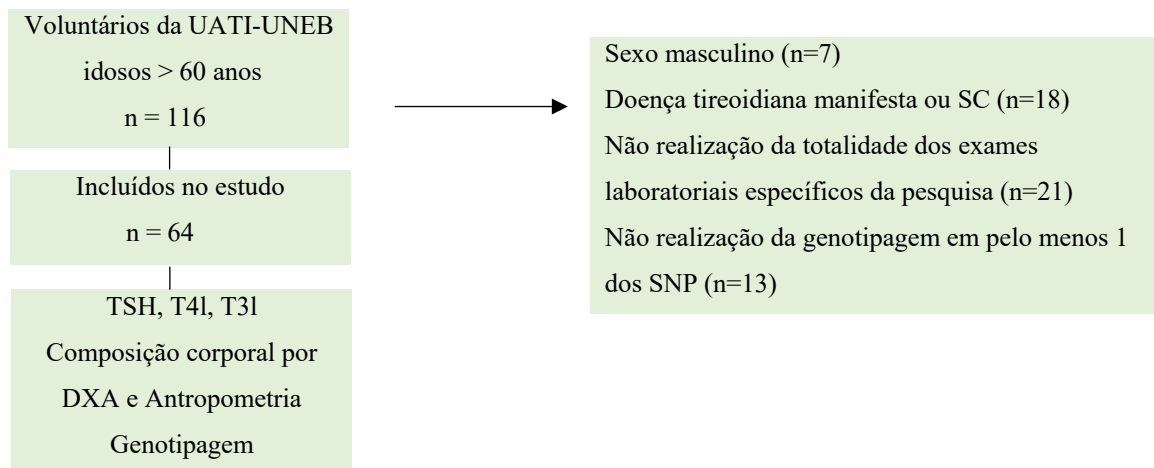 Voluntários da UATI-UNEB
idosos > 60 anos
n = 116
Incluídos no estudo
n = 64
TSH, T4l, T3l
Composição corporal por
DXA e Antropometria
Genotipagem
Sexo masculino (n=7)
Doença tireoidiana manifesta ou SC (n=18)
Não realização da totalidade dos exames
laboratoriais específicos da pesquisa (n=21)
Não realização da genotipagem em pelo menos 1
dos SNP (n=13)